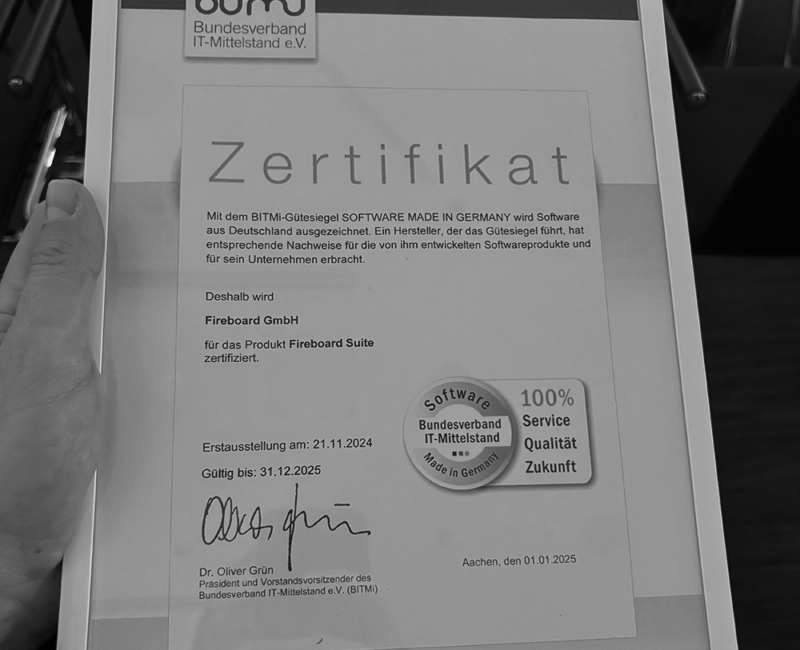 Bundesverband
IT-Mittelstand e.V.
Zertifikat
Mit dem BITMi-Gütesiegel SOFTWARE MADE IN GERMANY wird Software
aus Deutschland ausgezeichnet. Ein Hersteller, der das Gütesiegel führt, hat
entsprechende Nachweise für die von ihm entwickelten Softwareprodukte und
für sein Unternehmen erbracht.
Deshalb wird
Fireboard GmbH
für das Produkt Fireboard Suite
zertifiziert.
Software
Bundesverband
IT-Mittelstand
Made in Germany
100%
Service
Qualität
Zukunft
Erstausstellung am: 21.11.2024
Gültig bis: 31.12.2025
Dr. Oliver Grün
Präsident und Vorstandsvorsitzender des
Bundesverband IT-Mittelstand e.V. (BITMi)
Aachen, den 01.01.2025